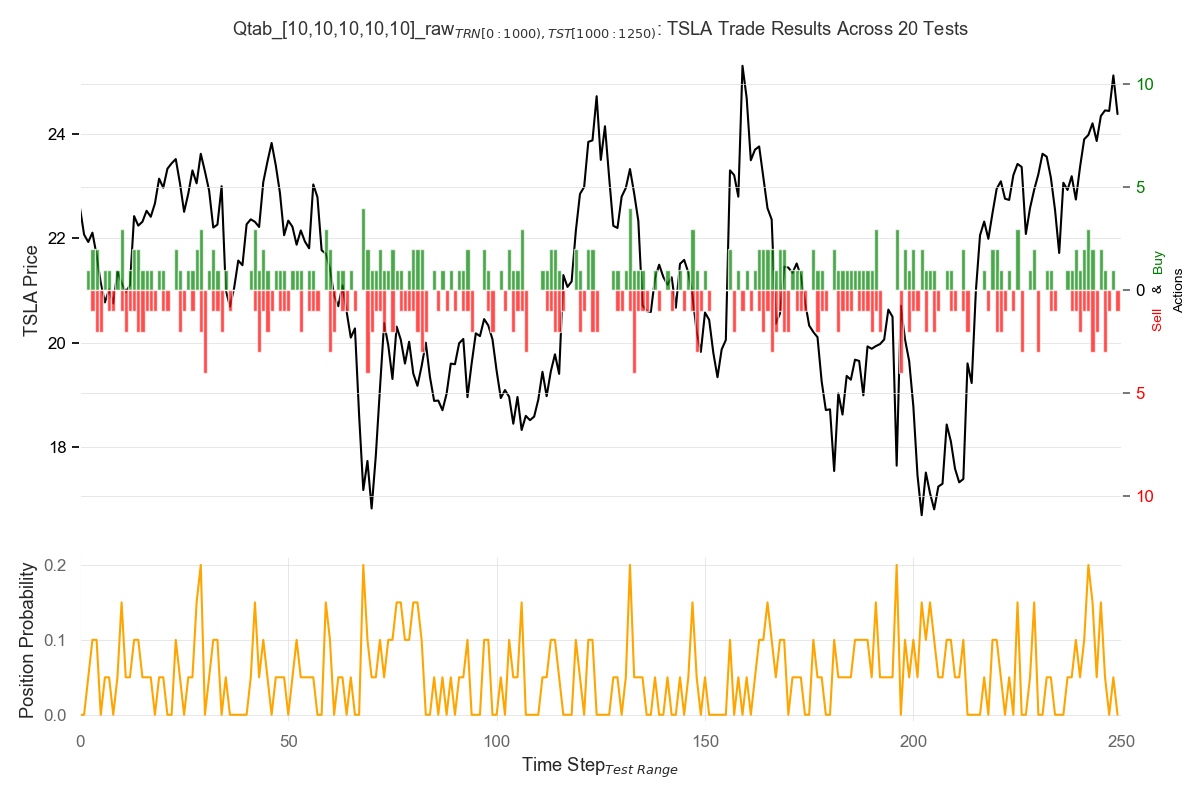 Qtab_[10,10,10,10,10]_raw_TRN[0:1000),TST[1000:1250): TSLA Trade Results Across 20 Tests
TSLA Price
24
22
20
18
10
5
0
5
10
Sell & Buy
Actions
Position Probability
0.2
0.1
0.0
0 50 100 150 200 250
Time Step_Test Range